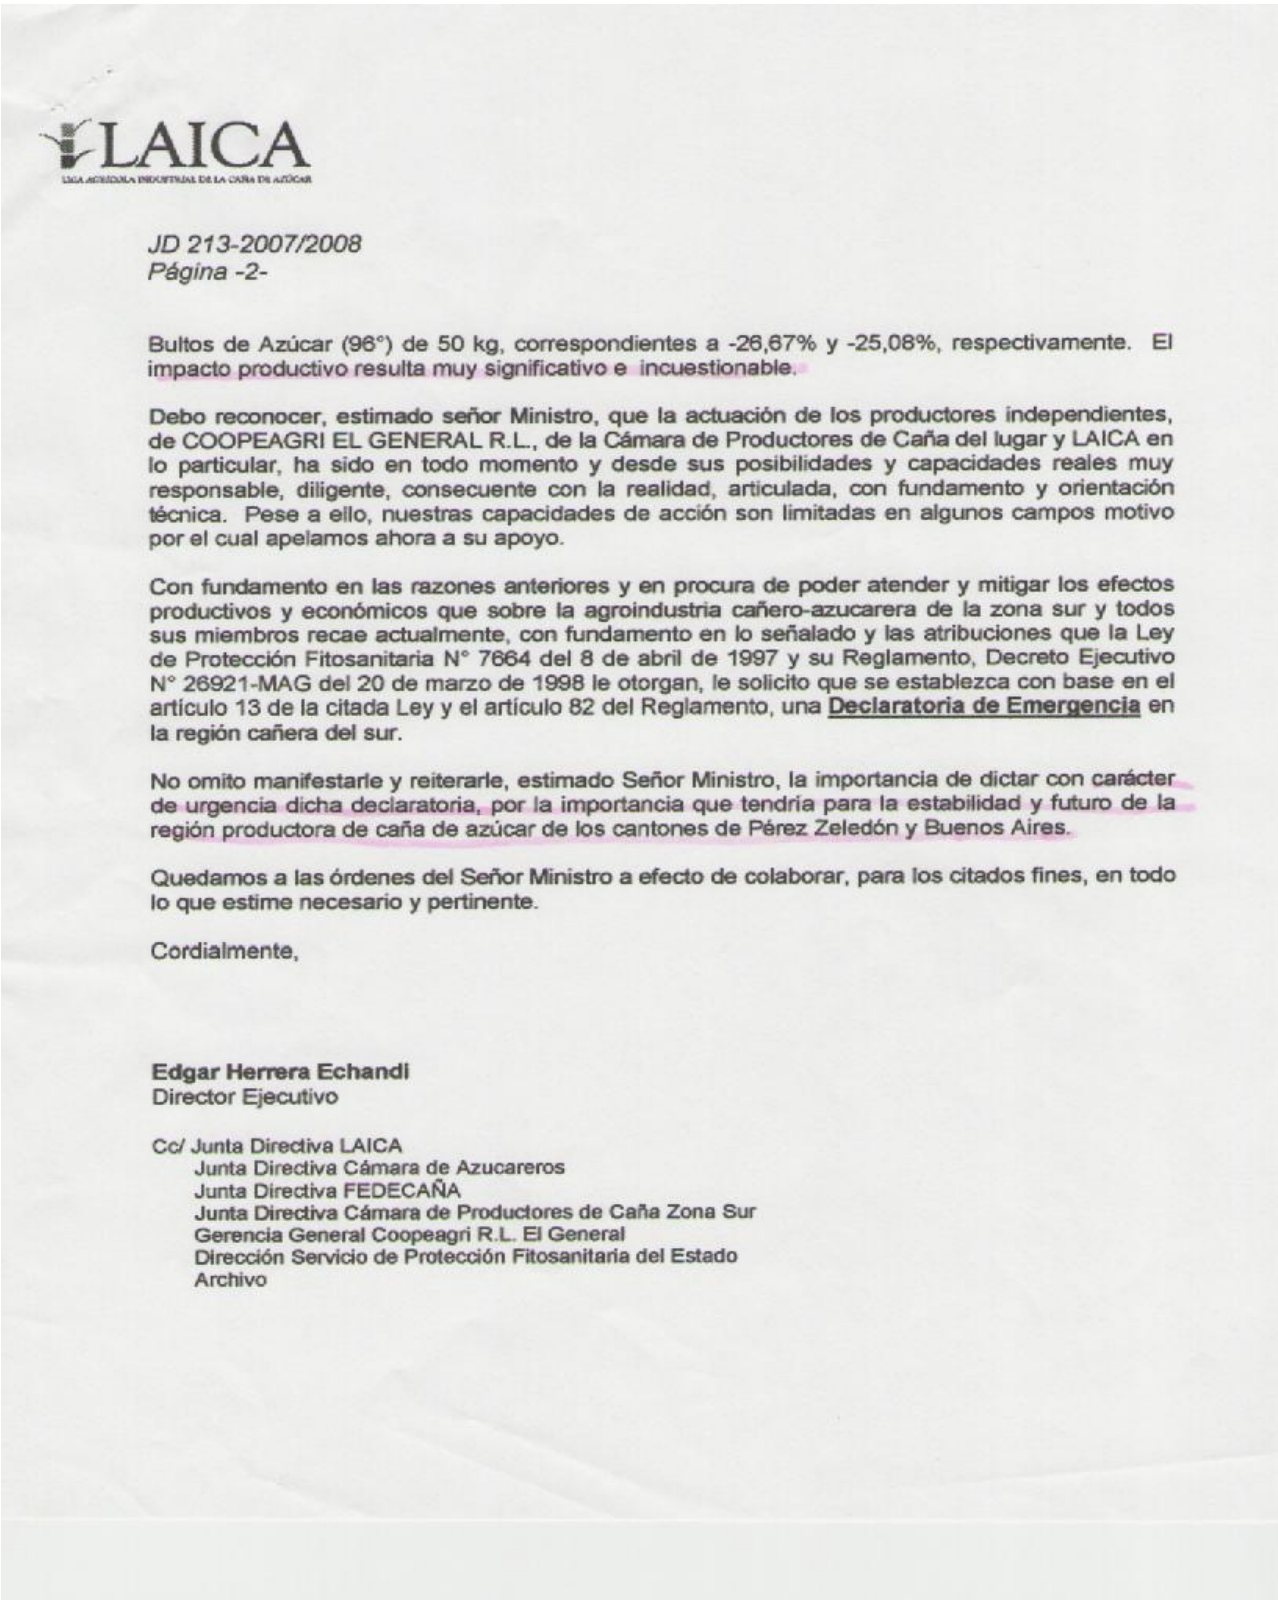 LAICA
LIGA AGRÍCOLA INDUSTRIAL DE LA CAÑA DE AZÚCAR
JD 213-2007/2008
Página -2-
Bultos de Azúcar (96°) de 50 kg, correspondientes a -26,67% y -25,08%, respectivamente. El
impacto productivo resulta muy significativo e incuestionable.
Debo reconocer, estimado señor Ministro, que la actuación de los productores independientes,
de COOPEAGRI EL GENERAL R.L., de la Cámara de Productores de Caña del lugar y LAICA en
lo particular, ha sido en todo momento y desde sus posibilidades y capacidades reales muy
responsable, diligente, consecuente con la realidad, articulada, con fundamento y orientación
técnica. Pese a ello, nuestras capacidades de acción son limitadas en algunos campos motivo
por el cual apelamos ahora a su apoyo.
Con fundamento en las razones anteriores y en procura de poder atender y mitigar los efectos
productivos y económicos que sobre la agroindustria cañero-azucarera de la zona sur y todos
sus miembros recae actualmente, con fundamento en lo señalado y las atribuciones que la Ley
de Protección Fitosanitaria N° 7664 del 8 de abril de 1997 y su Reglamento, Decreto Ejecutivo
N° 26921-MAG del 20 de marzo de 1998 le otorgan, le solicito que se establezca con base en el
artículo 13 de la citada Ley y el artículo 82 del Reglamento, una Declaratoria de Emergencia en
la región cañera del sur.
No omito manifestarle y reiterarle, estimado Señor Ministro, la importancia de dictar con carácter
de urgencia dicha declaratoria, por la importancia que tendría para la estabilidad y futuro de la
región productora de caña de azúcar de los cantones de Pérez Zeledón y Buenos Aires.
Quedamos a las órdenes del Señor Ministro a efecto de colaborar, para los citados fines, en todo
lo que estime necesario y pertinente.
Cordialmente,
Edgar Herrera Echandi
Director Ejecutivo
Cc/ Junta Directiva LAICA
Junta Directiva Cámara de Azucareros
Junta Directiva FEDECAÑA
Junta Directiva Cámara de Productores de Caña Zona Sur
Gerencia General Coopeagri R.L. El General
Dirección Servicio de Protección Fitosanitaria del Estado
Archivo